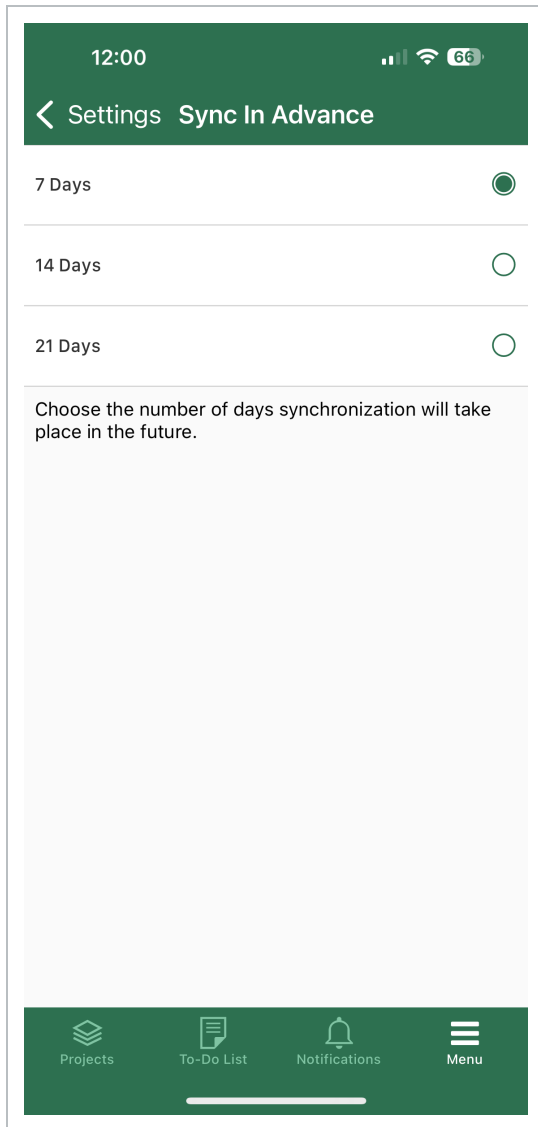 12:00 66
Settings Sync In Advance
7 Days
14 Days
21 Days
Choose the number of days synchronization will take
place in the future.
Projects To-Do List Notifications Menu